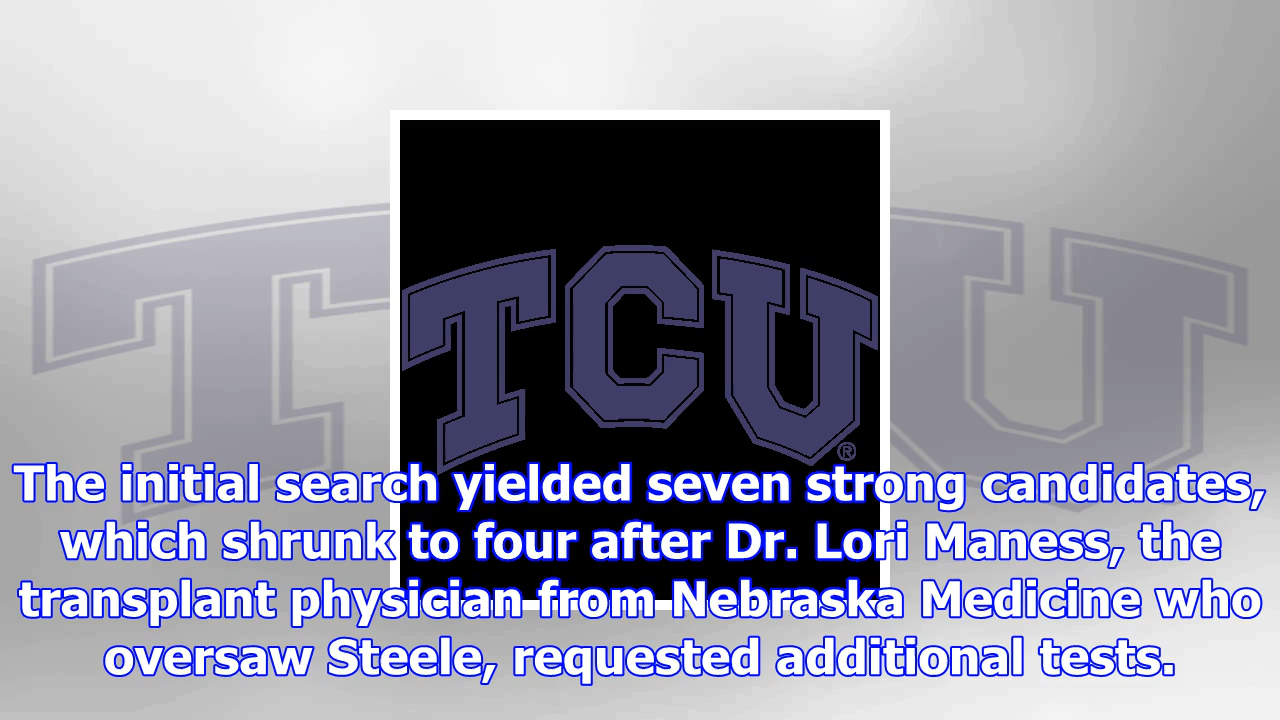 TCU
®
The initial search yielded seven strong candidates,
which shrunk to four after Dr. Lori Maness, the
transplant physician from Nebraska Medicine who
oversaw Steele, requested additional tests.